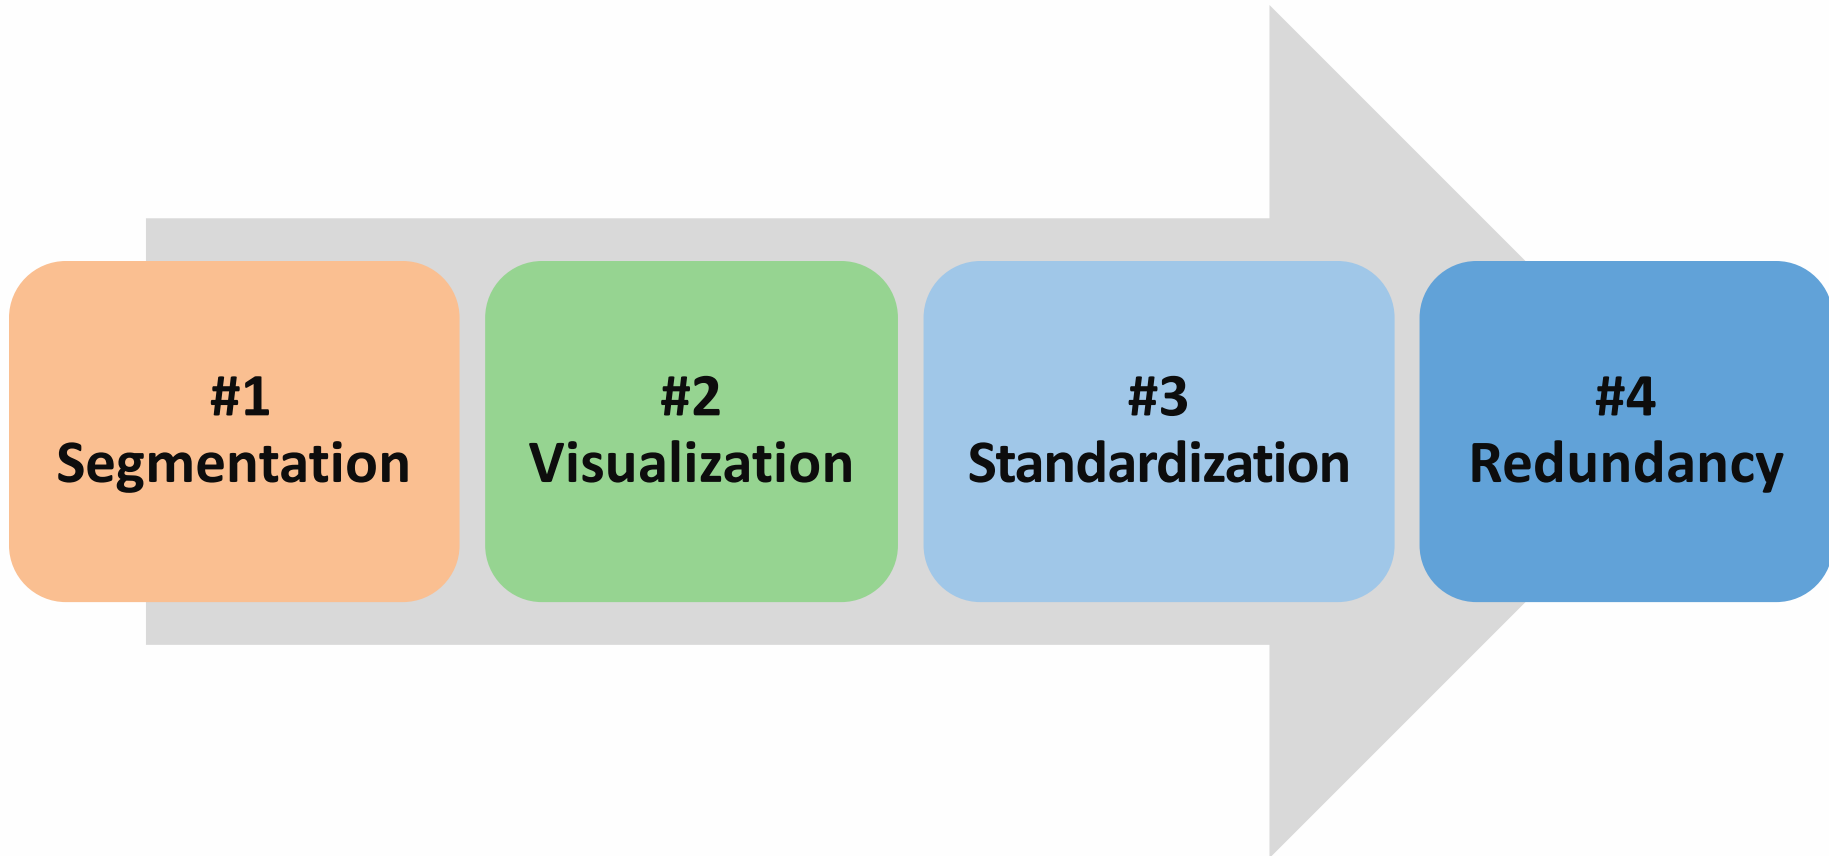 #1
Segmentation
#2
Visualization
#3
Standardization
#4
Redundancy